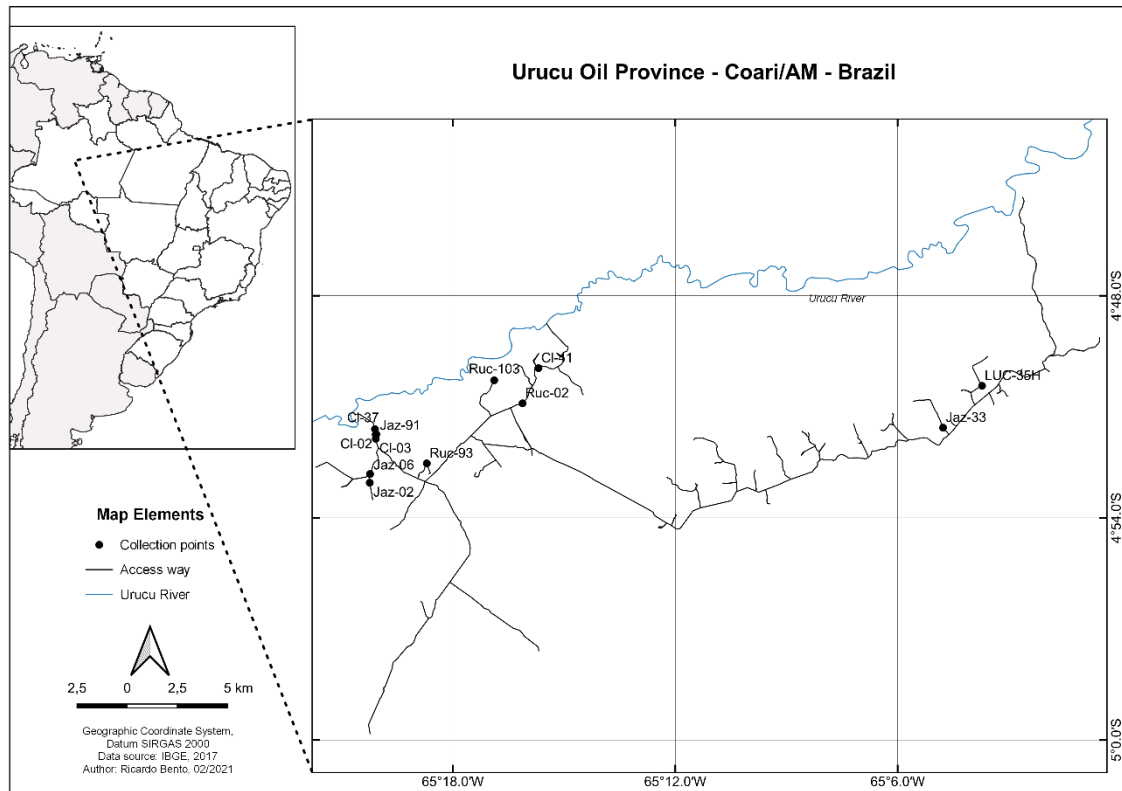 Urucu Oil Province - Coari/AM - Brazil
Urucu River
4°48.0'S
Cl-41
Ruc-103
LUC-35H
Ruc-02
Cl-37
Jaz-91
Jaz-33
Cl-02
Cl-03
Ruc-93
Jaz-06
Jaz-02
4°54.0'S
Map Elements
Collection points
Access way
Urucu River
2,5 0 2,5 5 km
Geographic Coordinate System,
Datum SIRGAS 2000
Data source: IBGE, 2017
Author: Ricardo Bento, 02/2021
5°0.0'S
65°18.0'W 65°12.0'W 65°6.0'W